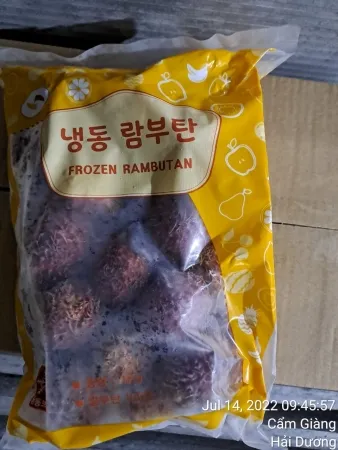 냉동 람부탄
FROZEN RAMBUTAN
Jul 14, 2022 09:45:57
Cẩm Giàng
Hải Dương